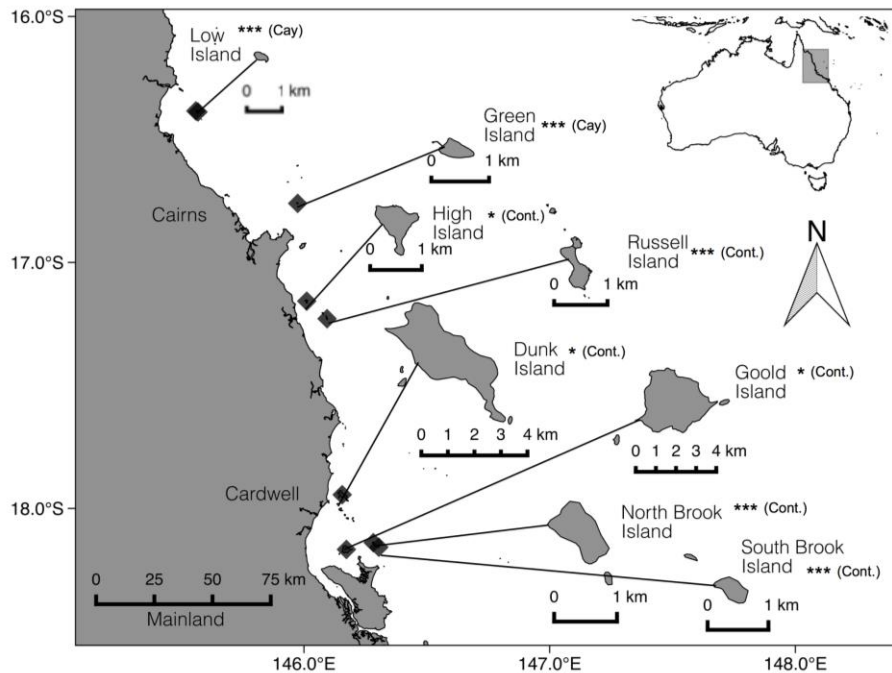 16.0°S
17.0°S
18.0°S
146.0°E
147.0°E
148.0°E
Low *** (Cay)
Island
0 1 km
Green
Island *** (Cay)
0 1 km
Cairns
High * (Cont.)
Island
0 1 km
Russell
Island *** (Cont.)
0 1 km
N
Dunk * (Cont.)
Island
0 1 2 3 4 km
Goold * (Cont.)
Island
0 1 2 3 4 km
Cardwell
North Brook *** (Cont.)
Island
0 1 km
South Brook
Island *** (Cont.)
0 1 km
0 25 50 75 km
Mainland